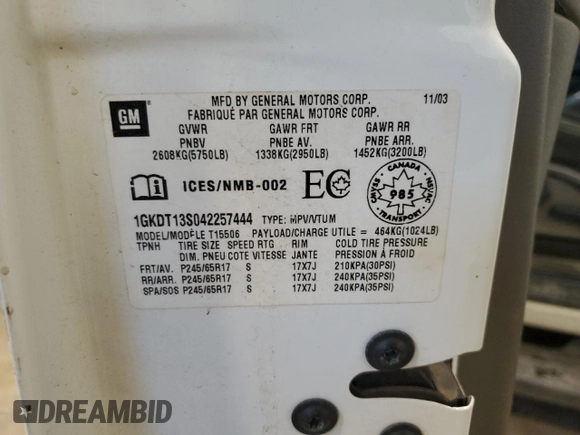 GM
MFD BY GENERAL MOTORS CORP. 11/03
FABRIQUÉ PAR GENERAL MOTORS CORP.
GVWR GAWR FRT GAWR RR
PNBV PNBE AV. PNBE ARR.
2608KG(5750LB) 1338KG(2950LB) 1452KG(3200LB)
ICES/NMB-002 EC
CANADA
CMVSS 985 NSVAC
TRANSPORT
1GKDT13S042257444 TYPE: MPV/VTUM
MODEL/MODÈLE T15506 PAYLOAD/CHARGE UTILE = 464KG(1024LB)
TPNH TIRE SIZE SPEED RTG RIM COLD TIRE PRESSURE
DIM. PNEU COTE VITESSE JANTE PRESSION À FROID
FRT/AV. P245/65R17 S 17X7J 210KPA(30PSI)
RR/ARR. P245/65R17 S 17X7J 240KPA(35PSI)
SPA/SOS P245/65R17 S 17X7J 240KPA(35PSI)
DREAMBID